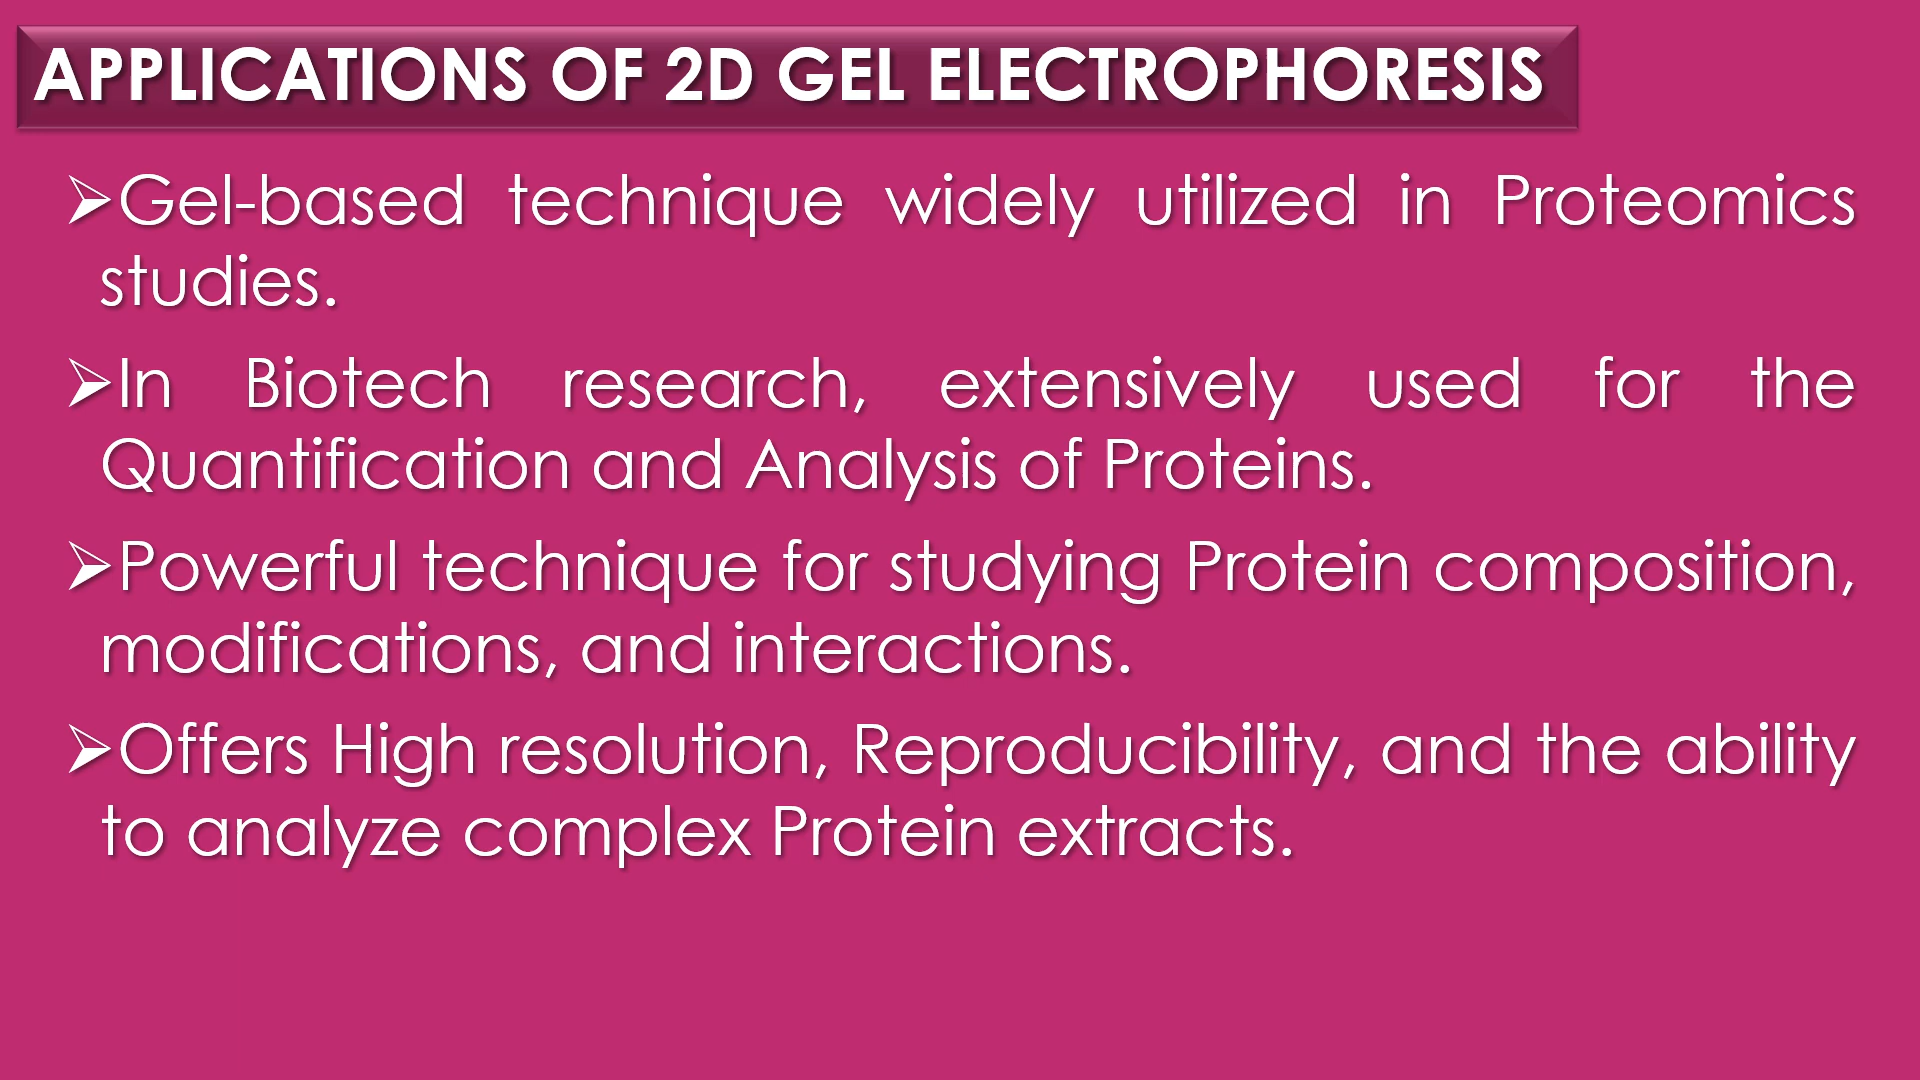 APPLICATIONS OF 2D GEL ELECTROPHORESIS
➢Gel-based technique widely utilized in Proteomics
studies.
➢In Biotech research, extensively used for the
Quantification and Analysis of Proteins.
➢Powerful technique for studying Protein composition,
modifications, and interactions.
➢Offers High resolution, Reproducibility, and the ability
to analyze complex Protein extracts.